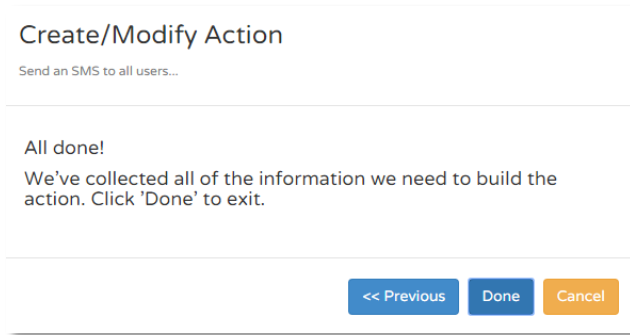 Create/Modify Action
Send an SMS to all users...
All done!
We've collected all of the information we need to build the
action. Click 'Done' to exit.
<< Previous
Done
Cancel